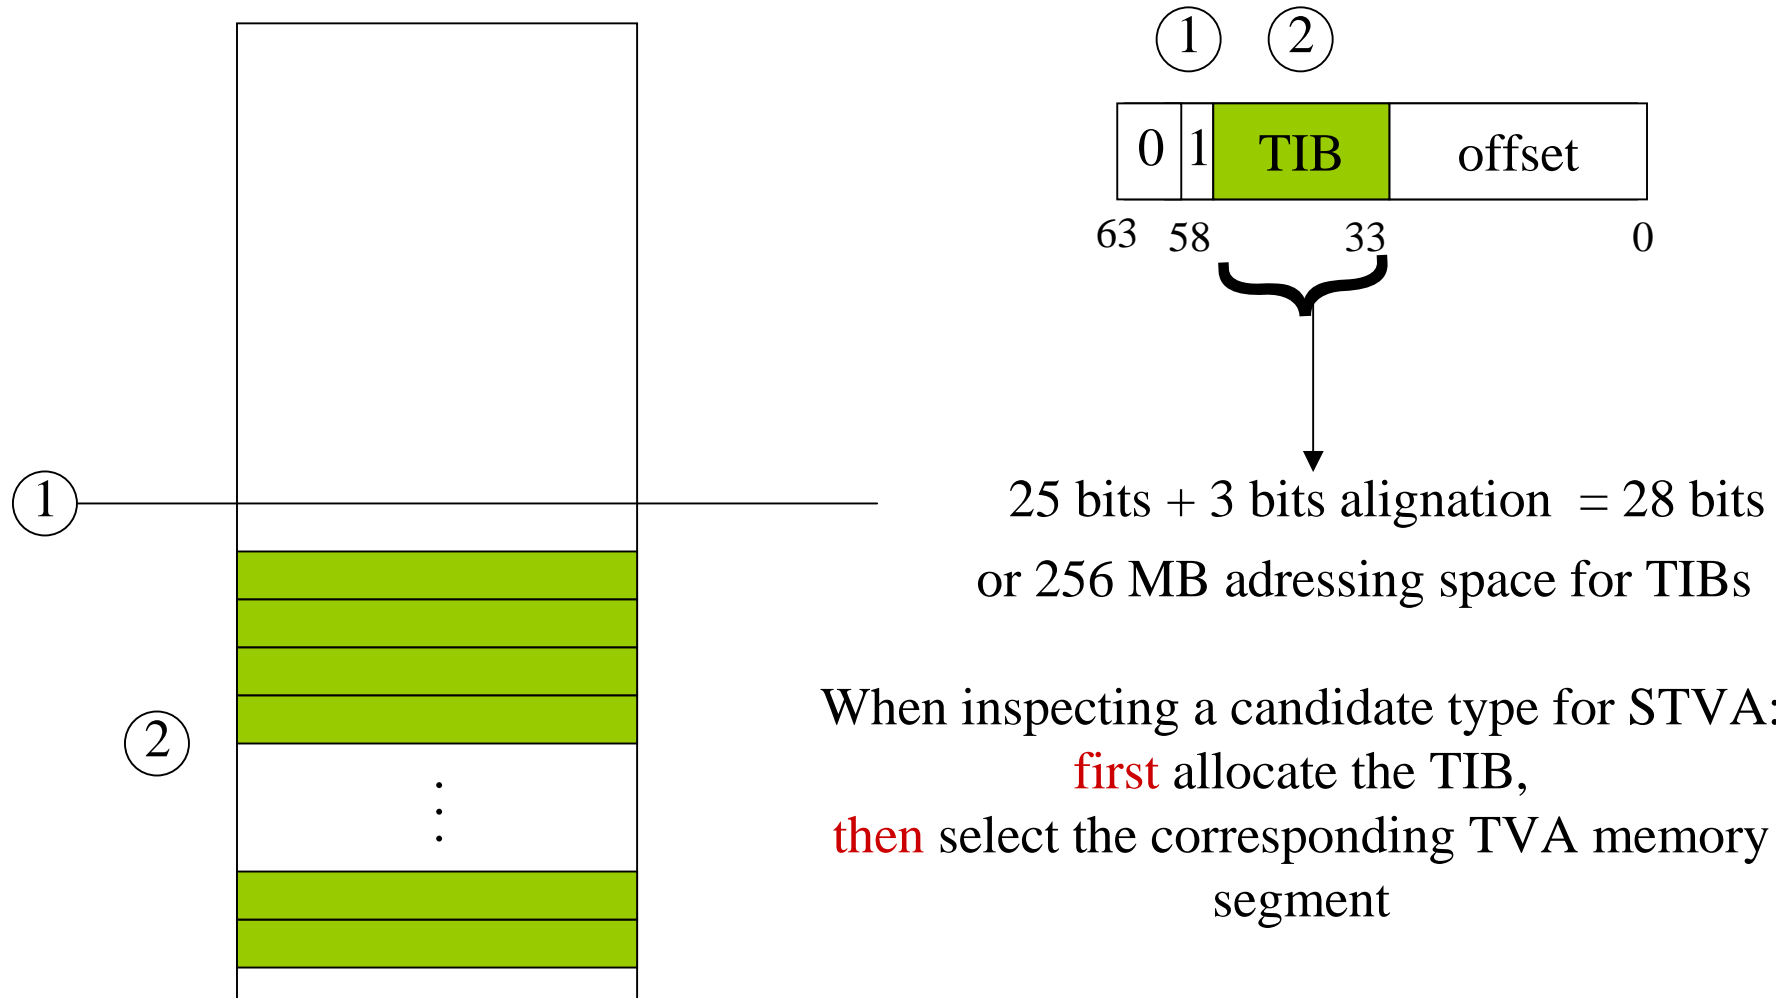 1 2
0 1 TIB offset
63 58 33 0
1
25 bits + 3 bits alignation = 28 bits
or 256 MB adressing space for TIBs
2
When inspecting a candidate type for STVA:
first allocate the TIB,
then select the corresponding TVA memory
segment